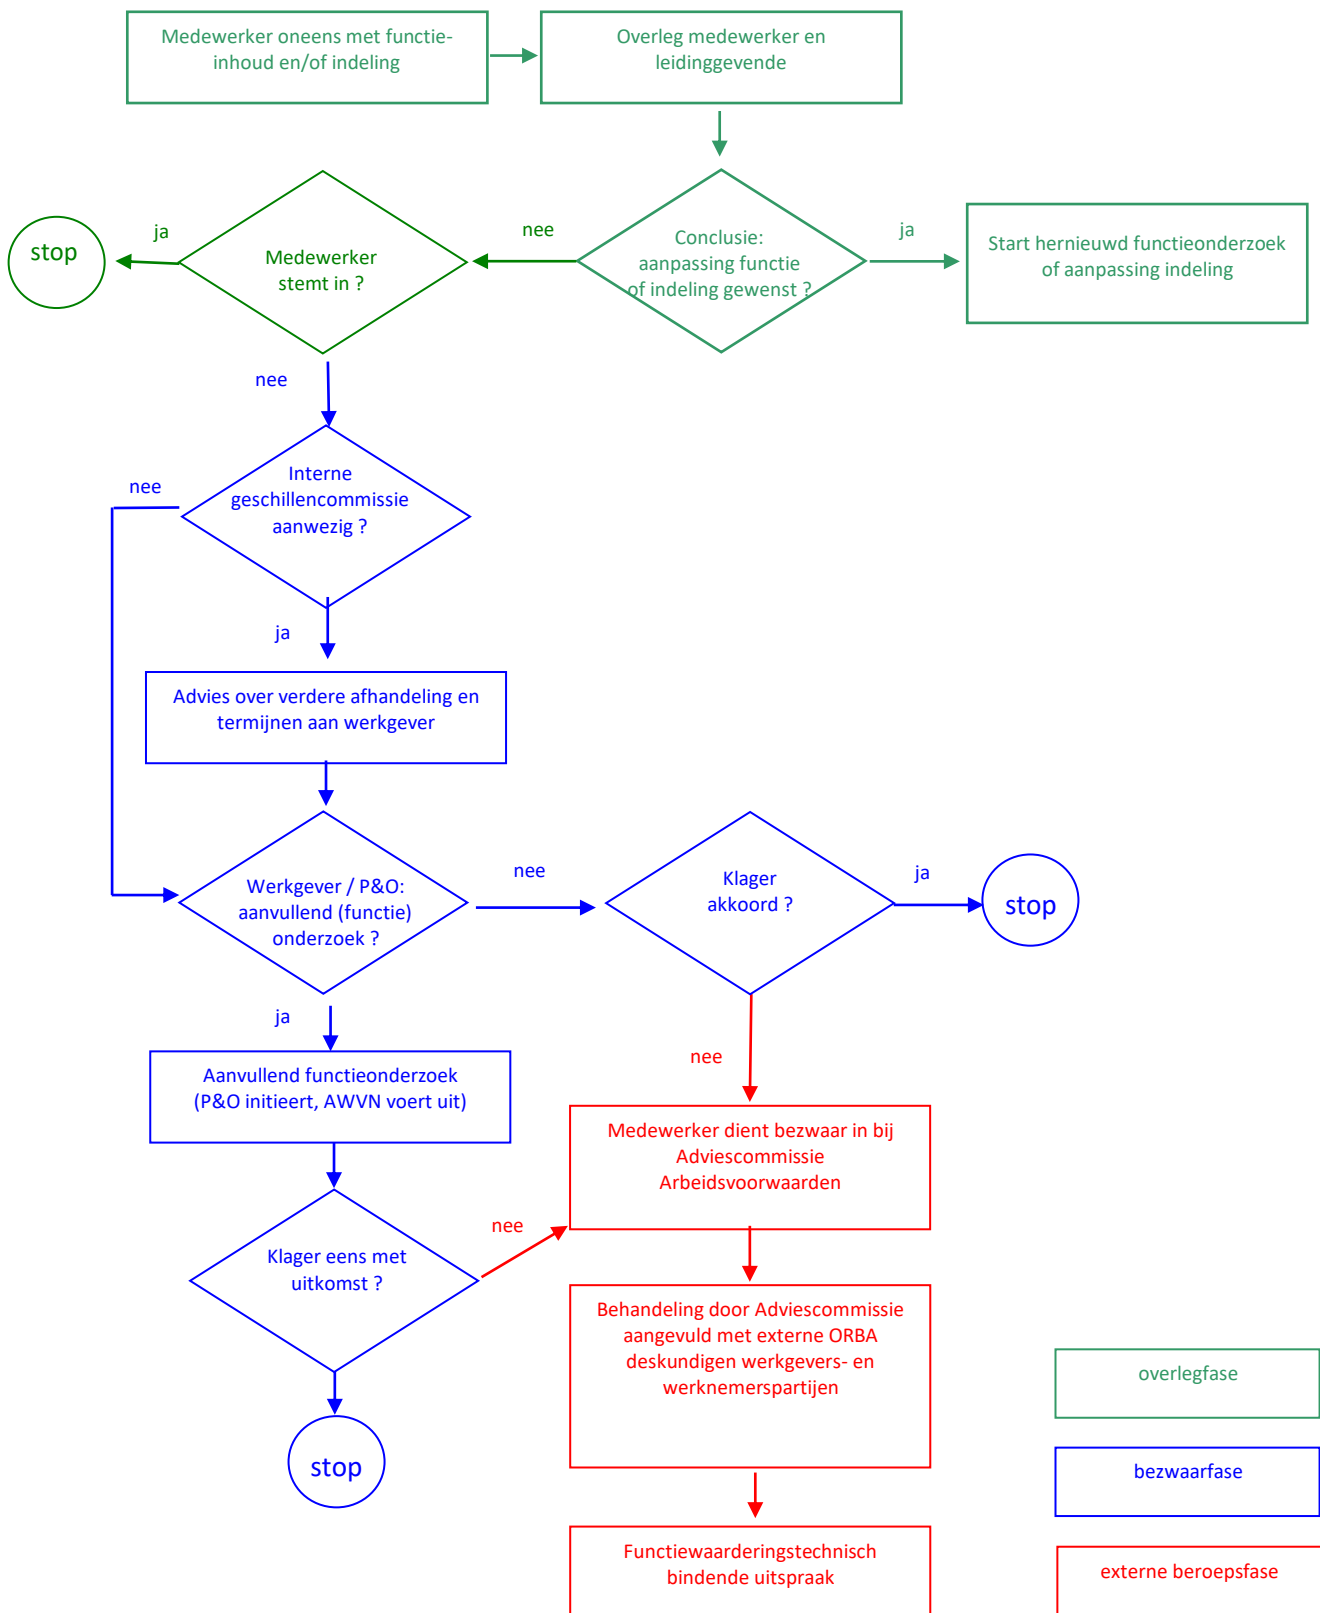 Medewerker oneens met functie-
inhoud en/of indeling
Overleg medewerker en
leidinggevende
stop
ja
Medewerker
stemt in ?
nee
Conclusie:
aanpassing functie
of indeling gewenst ?
ja
Start hernieuwd functieonderzoek
of aanpassing indeling
nee
Interne
geschillencommissie
aanwezig ?
nee
ja
Advies over verdere afhandeling en
termijnen aan werkgever
Werkgever / P&O:
aanvullend (functie)
onderzoek ?
nee
Klager
akkoord ?
ja
stop
ja
nee
Aanvullend functieonderzoek
(P&O initieert, AWVN voert uit)
Medewerker dient bezwaar in bij
Adviescommissie
Arbeidsvoorwaarden
Klager eens met
uitkomst ?
nee
stop
Behandeling door Adviescommissie
aangevuld met externe ORBA
deskundigen werkgevers- en
werknemerspartijen
Functiewaarderingstechnisch
bindende uitspraak
overlegfase
bezwaarfase
externe beroepsfase